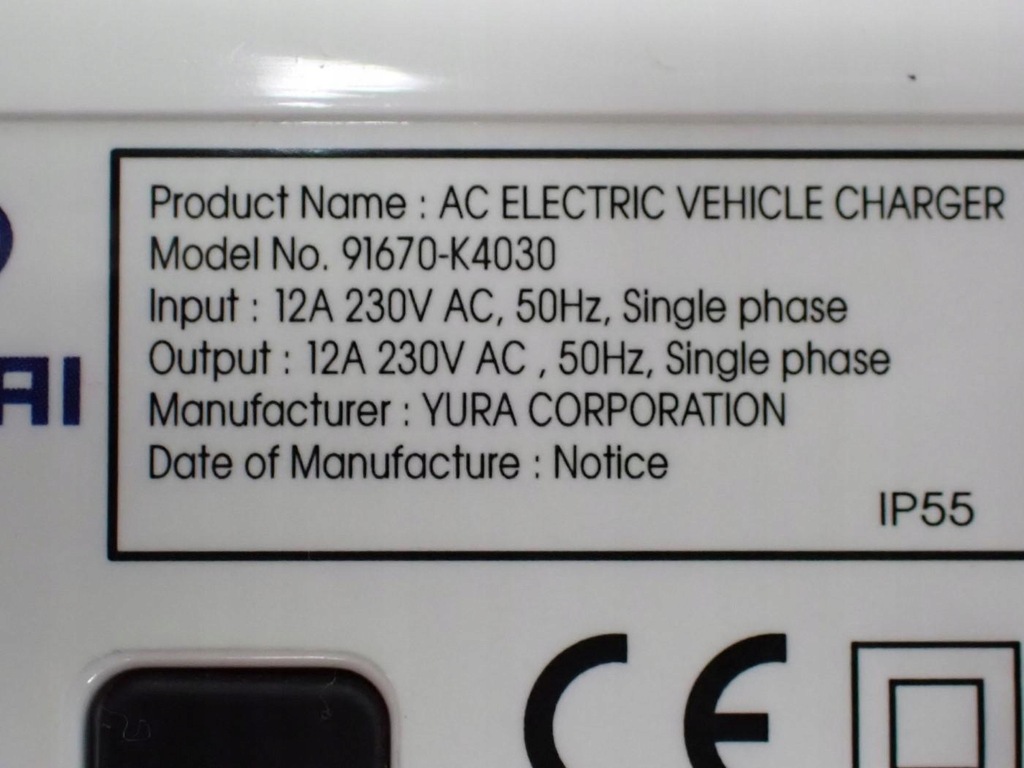 Product Name : AC ELECTRIC VEHICLE CHARGER
Model No. 91670-K4030
Input : 12A 230V AC, 50Hz, Single phase
Output : 12A 230V AC , 50Hz, Single phase
AI
Manufacturer : YURA CORPORATION
Date of Manufacture : Notice
IP55
CE